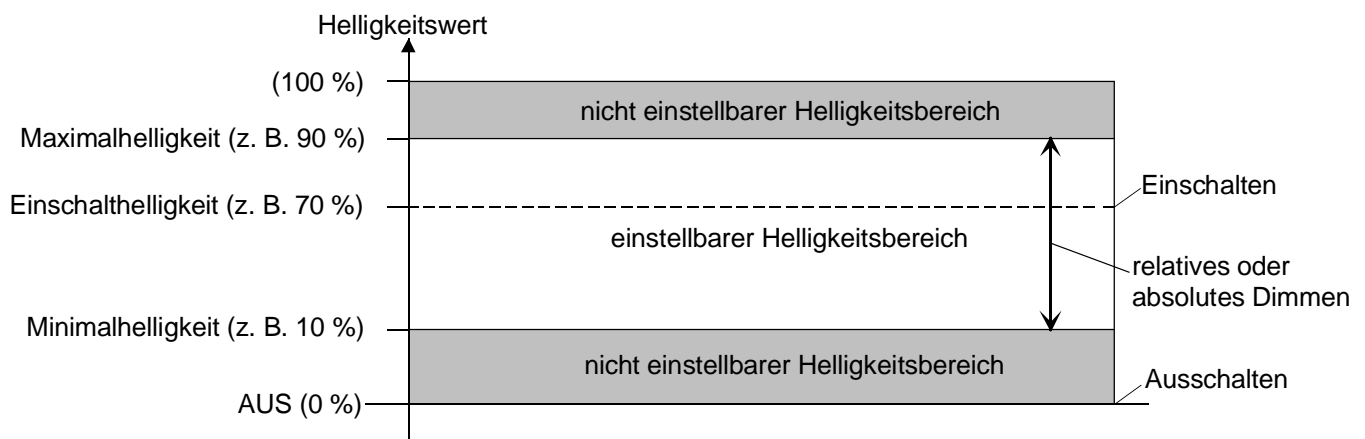 Helligkeitswert
(100 %)
nicht einstellbarer Helligkeitsbereich
Maximalhelligkeit (z. B. 90 %)
Einschalten
Einschalthelligkeit (z. B. 70 %)
einstellbarer Helligkeitsbereich
relatives oder
absolutes Dimmen
Minimalhelligkeit (z. B. 10 %)
nicht einstellbarer Helligkeitsbereich
Ausschalten
AUS (0 %)